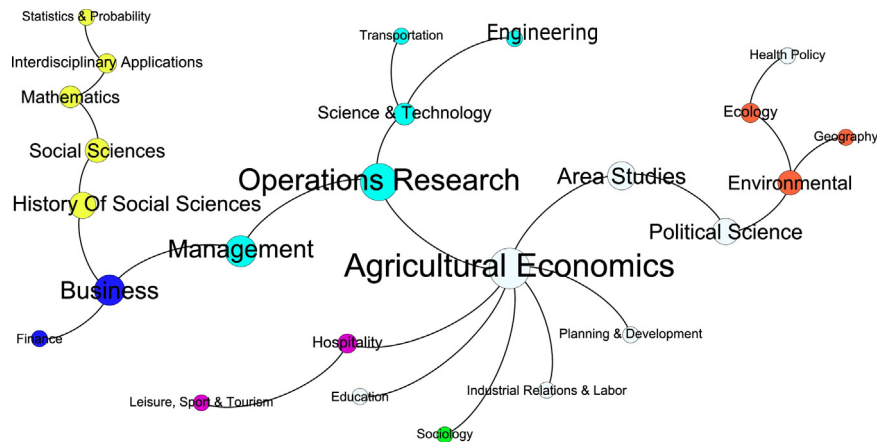 Statistics & Probability
Transportation
Engineering
Interdisciplinary Applications
Health Policy
Mathematics
Science & Technology
Ecology
Geography
Social Sciences
Operations Research
Area Studies
Environmental
History Of Social Sciences
Management
Political Science
Agricultural Economics
Business
Planning & Development
Finance
Hospitality
Industrial Relations & Labor
Leisure, Sport & Tourism
Education
Sociology